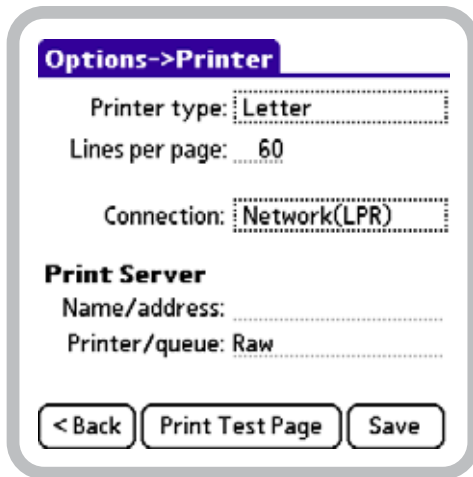 Options->Printer
Printer type: Letter
Lines per page: 60
Connection: Network(LPR)
Print Server
Name/address:
Printer/queue: Raw
< Back Print Test Page Save